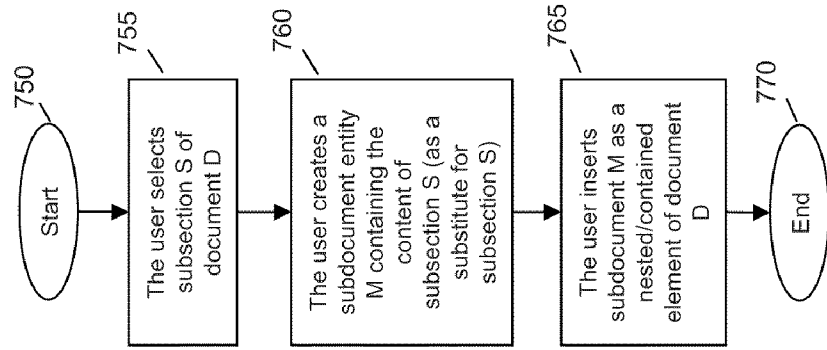 750
Start
755
The user selects
subsection S of
document D
760
The user creates a
subdocument entity
M containing the
content of
subsection S (as a
substitute for
subsection S)
765
The user inserts
subdocument M as a
nested/contained
element of document
D
770
End